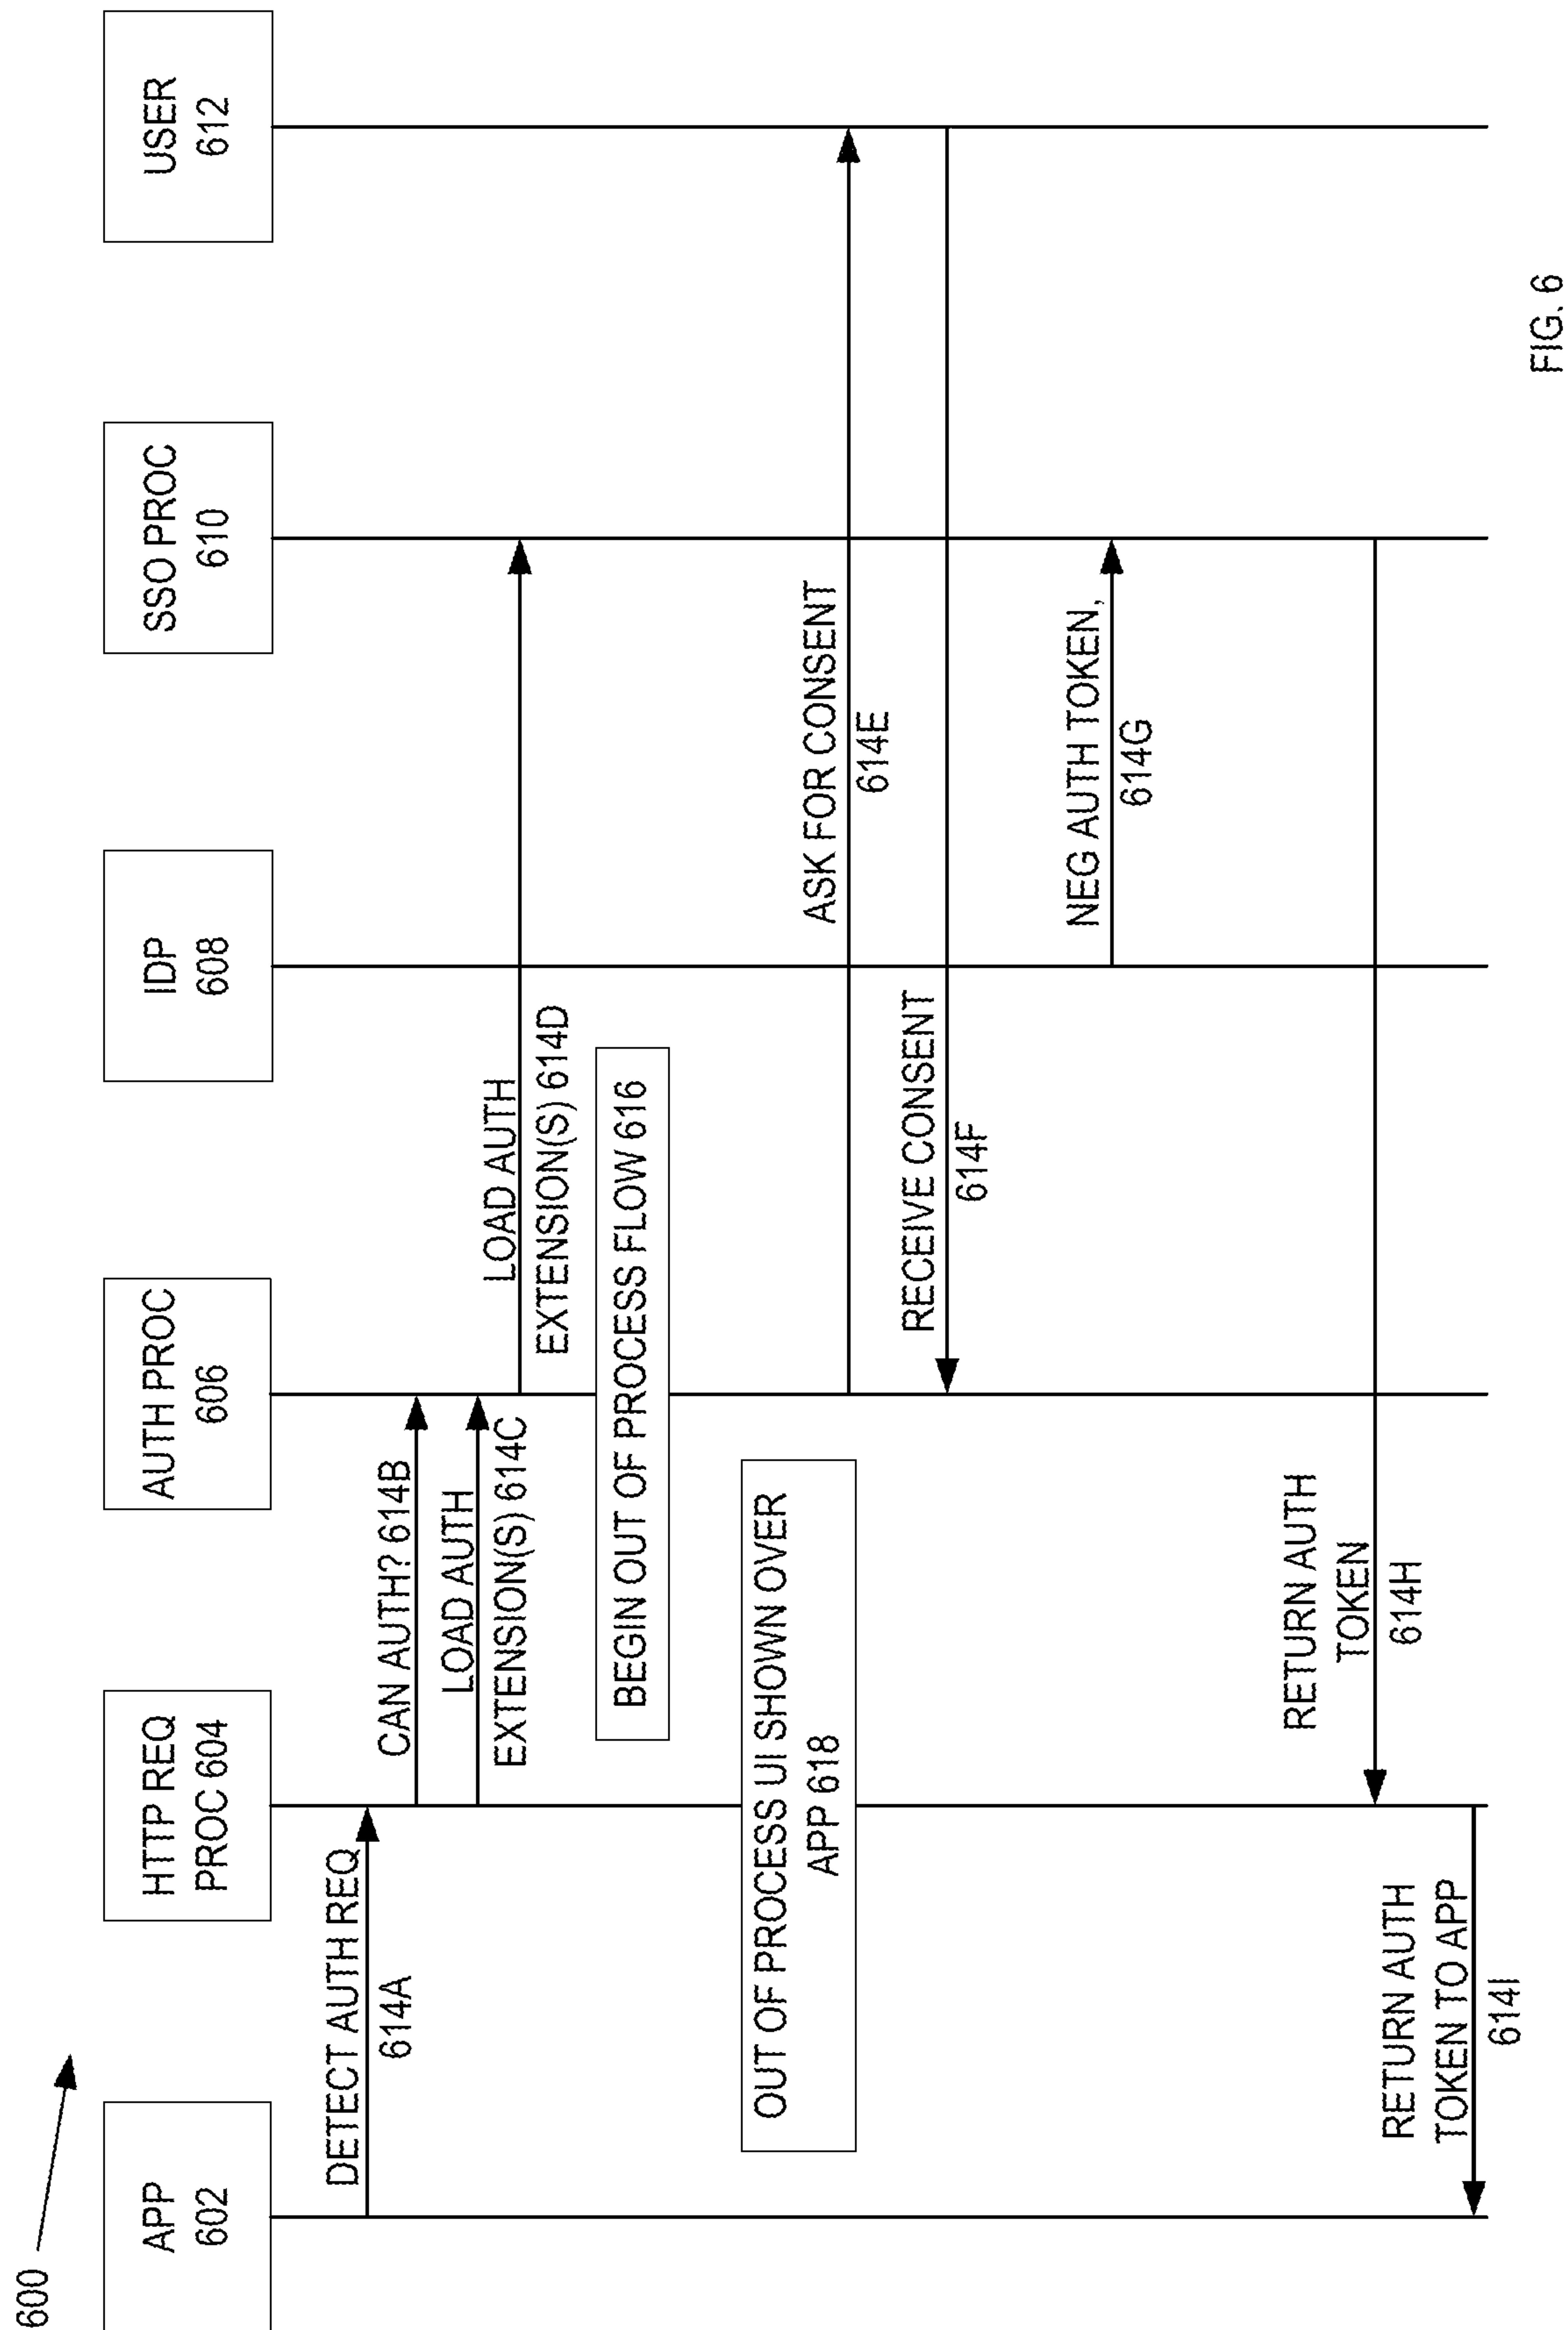 600
APP
602
HTTP REQ
PROC 604
AUTH PROC
606
IDP
608
SSO PROC
610
USER
612
DETECT AUTH REQ
614A
CAN AUTH? 614B
LOAD AUTH
EXTENSION(S) 614C
LOAD AUTH
EXTENSION(S) 614D
BEGIN OUT OF PROCESS FLOW 616
OUT OF PROCESS UI SHOWN OVER
APP 618
ASK FOR CONSENT
614E
RECEIVE CONSENT
614F
NEG AUTH TOKEN,
614G
RETURN AUTH
TOKEN
614H
RETURN AUTH
TOKEN TO APP
614I
FIG. 6